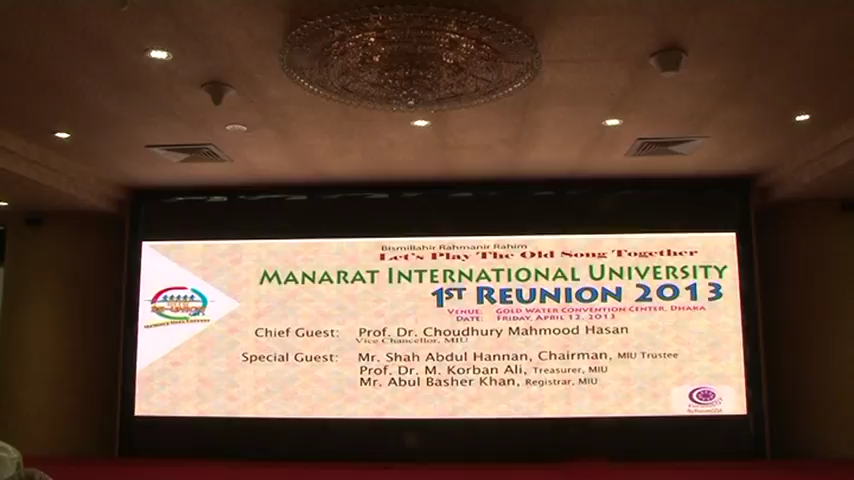 Bismillahir Rahmanir Rahim
Let's Play The Old Song Together
MANARAT INTERNATIONAL UNIVERSITY
1ST REUNION 2013
VENUE: GOLD WATER CONVENTION CENTER, DHAKA
DATE: FRIDAY, APRIL 12, 2013
Chief Guest: Prof. Dr. Choudhury Mahmood Hasan
Vice Chancellor, MIU
Special Guest: Mr. Shah Abdul Hannan, Chairman, MIU Trustee
Prof. Dr. M. Korban Ali, Treasurer, MIU
Mr. Abul Basher Khan, Registrar, MIU